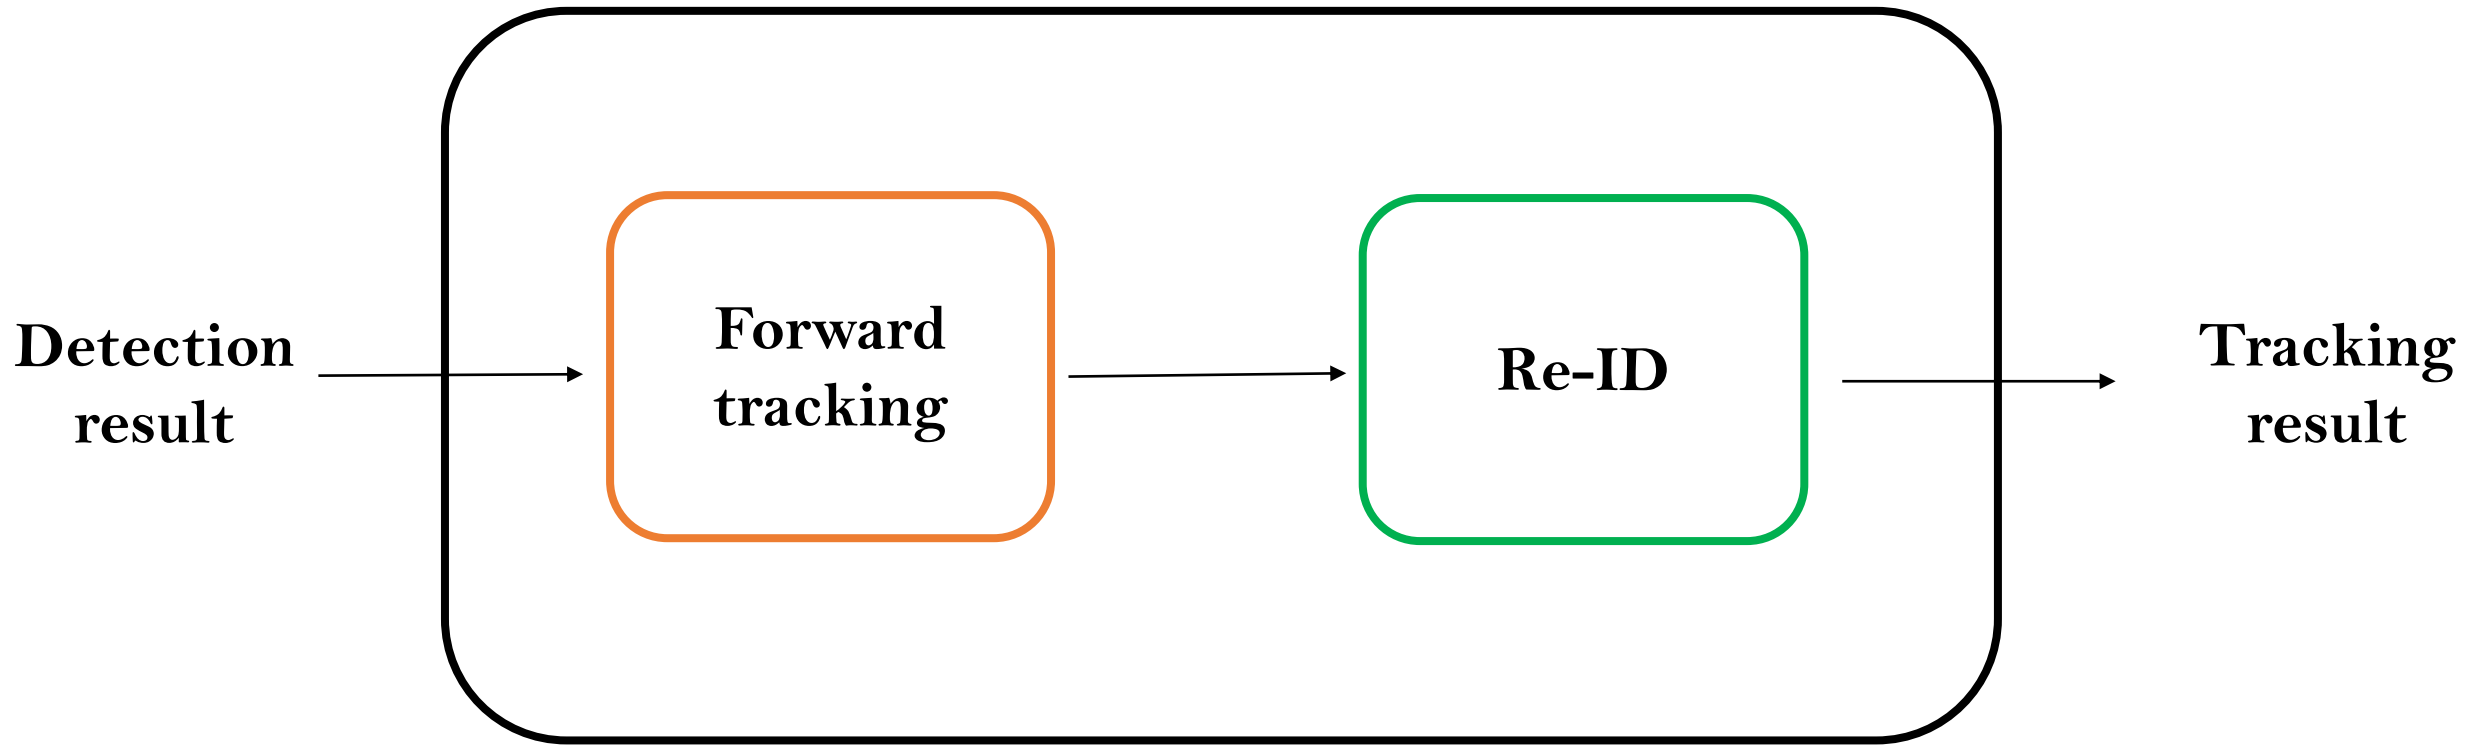 Detection
result
Forward
tracking
Re-ID
Tracking
result